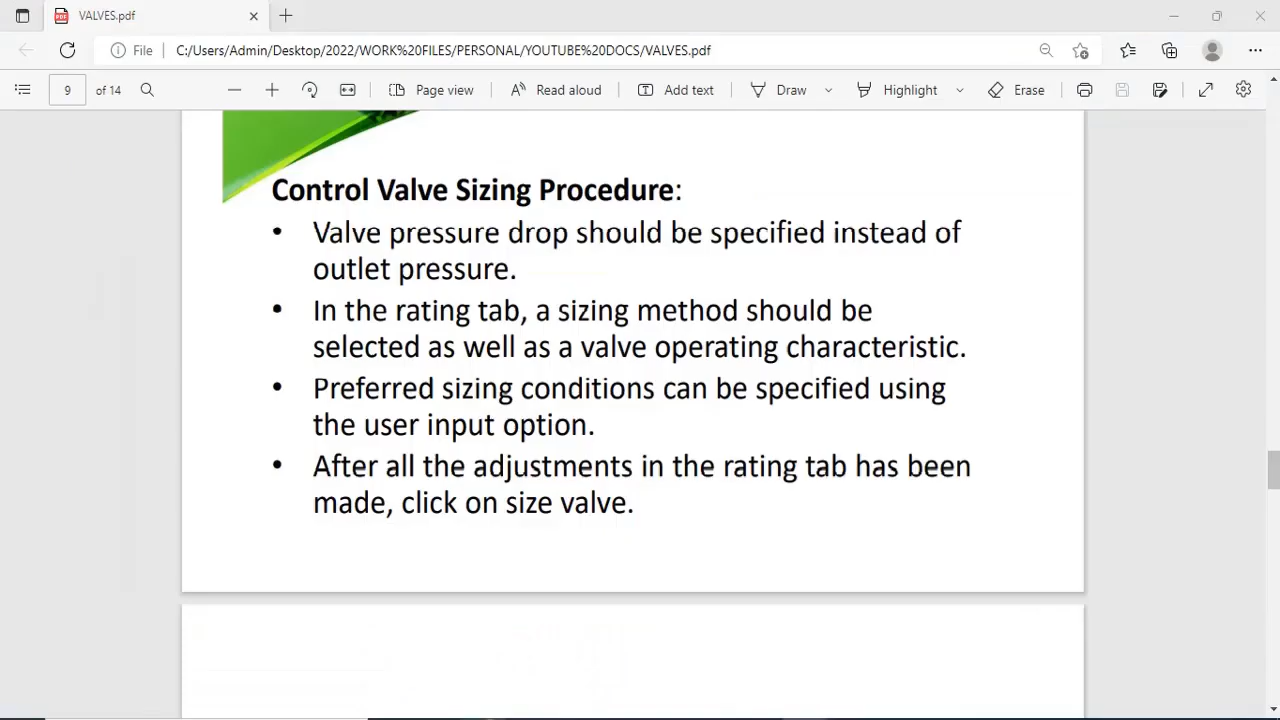 VALVES.pdf
File C:/Users/Admin/Desktop/2022/WORK%20FILES/PERSONAL/YOUTUBE%20DOCS/VALVES.pdf
9 of 14 Page view Read aloud Add text Draw Highlight Erase
Control Valve Sizing Procedure:
• Valve pressure drop should be specified instead of
outlet pressure.
• In the rating tab, a sizing method should be
selected as well as a valve operating characteristic.
• Preferred sizing conditions can be specified using
the user input option.
• After all the adjustments in the rating tab has been
made, click on size valve.